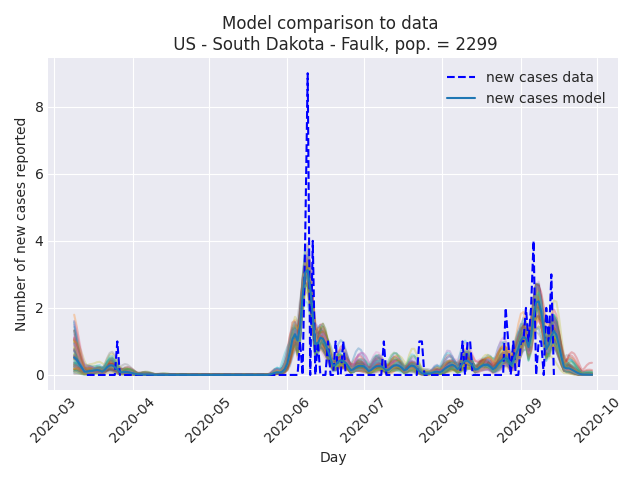 Model comparison to data
US - South Dakota - Faulk, pop. = 2299
new cases data
new cases model
Number of new cases reported
8
6
4
2
0
2020-03
2020-04
2020-05
2020-06
2020-07
2020-08
2020-09
2020-10
Day